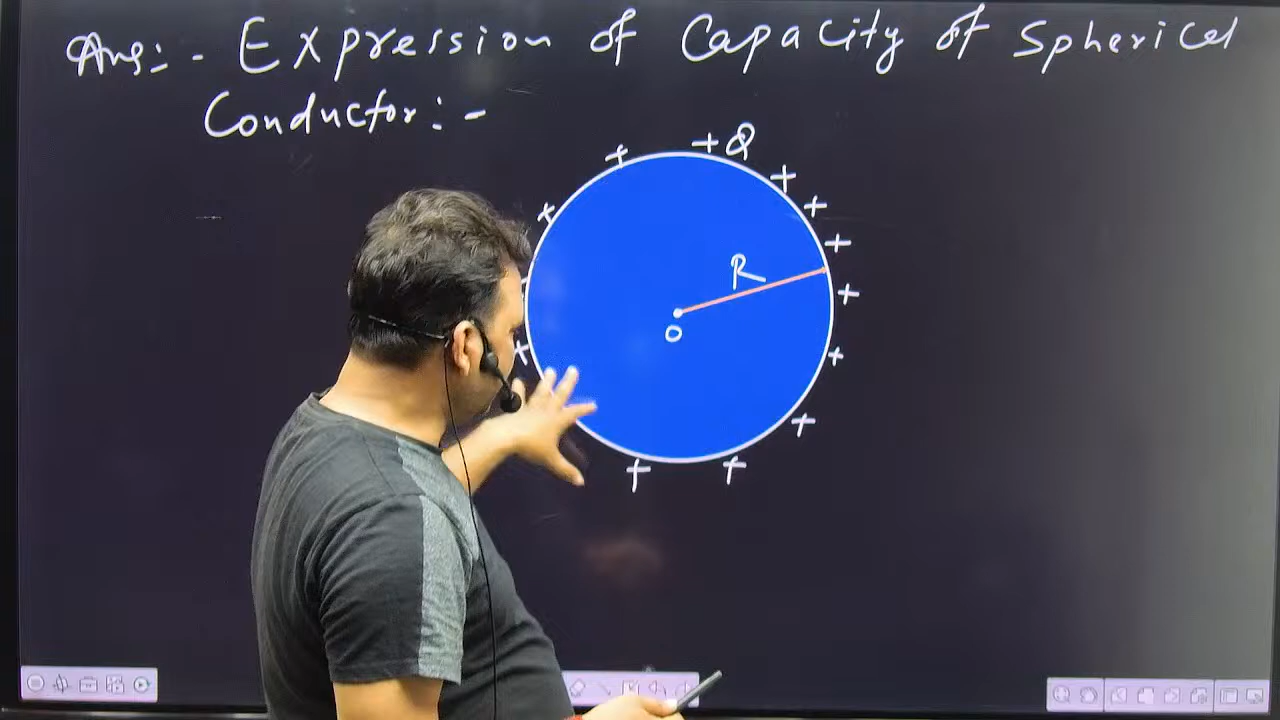 Ans:- Expression of Capacity of Spherical
Conductor:-
+Q
R
O